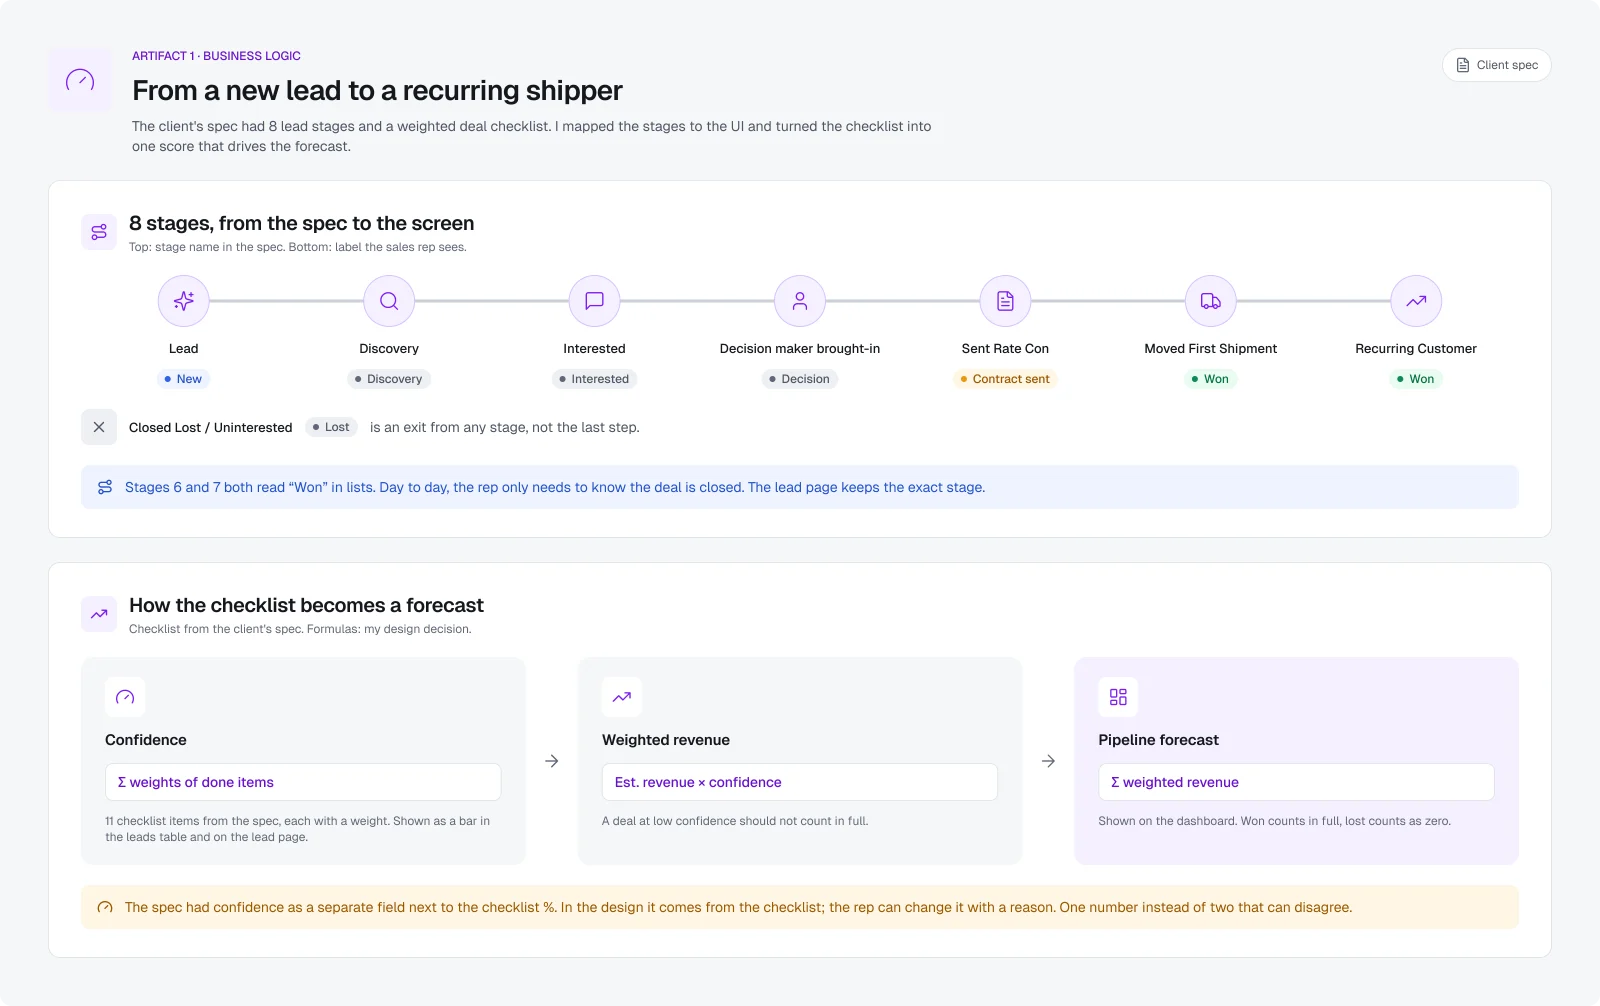 ARTIFACT 1 · BUSINESS LOGIC
From a new lead to a recurring shipper
Client spec
The client's spec had 8 lead stages and a weighted deal checklist. I mapped the stages to the UI and turned the checklist into
one score that drives the forecast.
8 stages, from the spec to the screen
Top: stage name in the spec. Bottom: label the sales rep sees.
Lead
New
Discovery
Discovery
Interested
Interested
Decision maker brought-in
Decision
Sent Rate Con
Contract sent
Moved First Shipment
Won
Recurring Customer
Won
Closed Lost / Uninterested Lost is an exit from any stage, not the last step.
Stages 6 and 7 both read “Won” in lists. Day to day, the rep only needs to know the deal is closed. The lead page keeps the exact stage.
How the checklist becomes a forecast
Checklist from the client's spec. Formulas: my design decision.
Confidence
Σ weights of done items
11 checklist items from the spec, each with a weight. Shown as a bar in
the leads table and on the lead page.
→
Weighted revenue
Est. revenue × confidence
A deal at low confidence should not count in full.
→
Pipeline forecast
Σ weighted revenue
Shown on the dashboard. Won counts in full, lost counts as zero.
The spec had confidence as a separate field next to the checklist %. In the design it comes from the checklist; the rep can change it with a reason. One number instead of two that can disagree.